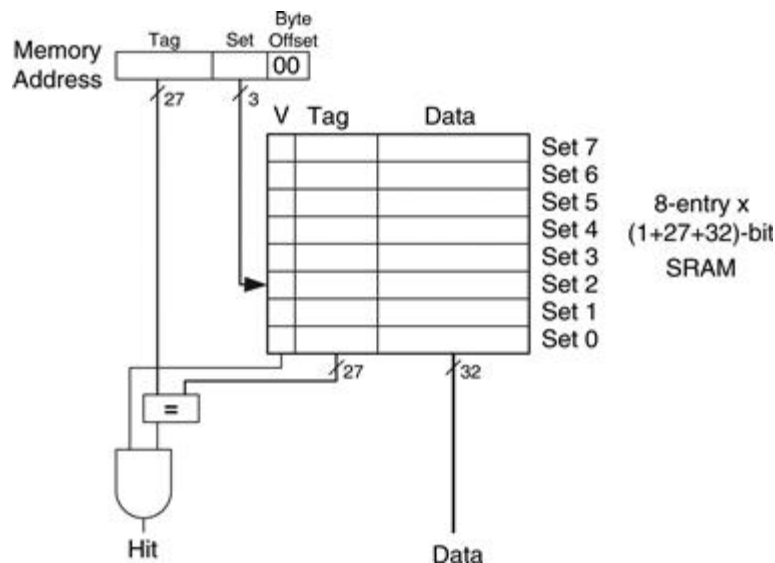 Byte
Tag Set Offset
Memory
Address
00
27 3
V Tag Data
Set 7
Set 6
Set 5
Set 4
Set 3
Set 2
Set 1
Set 0
8-entry x
(1+27+32)-bit
SRAM
27 32
=
Hit
Data